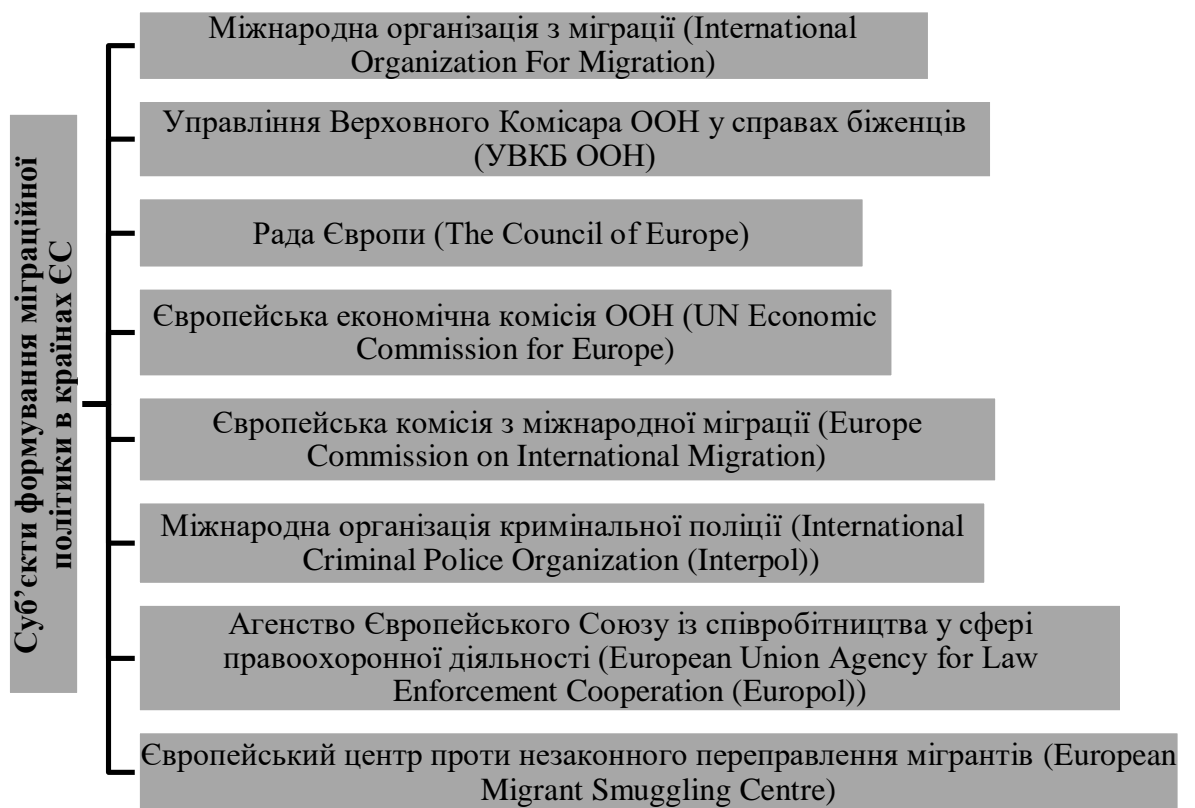 Суб’єкти формування міграційної
політики в країнах ЄС
Міжнародна організація з міграції (International
Organization For Migration)
Управління Верховного Комісара ООН у справах біженців
(УВКБ ООН)
Рада Європи (The Council of Europe)
Європейська економічна комісія ООН (UN Economic
Commission for Europe)
Європейська комісія з міжнародної міграції (Europe
Commission on International Migration)
Міжнародна організація кримінальної поліції (International
Criminal Police Organization (Interpol))
Агенство Європейського Союзу із співробітництва у сфері
правоохоронної діяльності (European Union Agency for Law
Enforcement Cooperation (Europol))
Європейський центр проти незаконного переправлення мігрантів (European
Migrant Smuggling Centre)